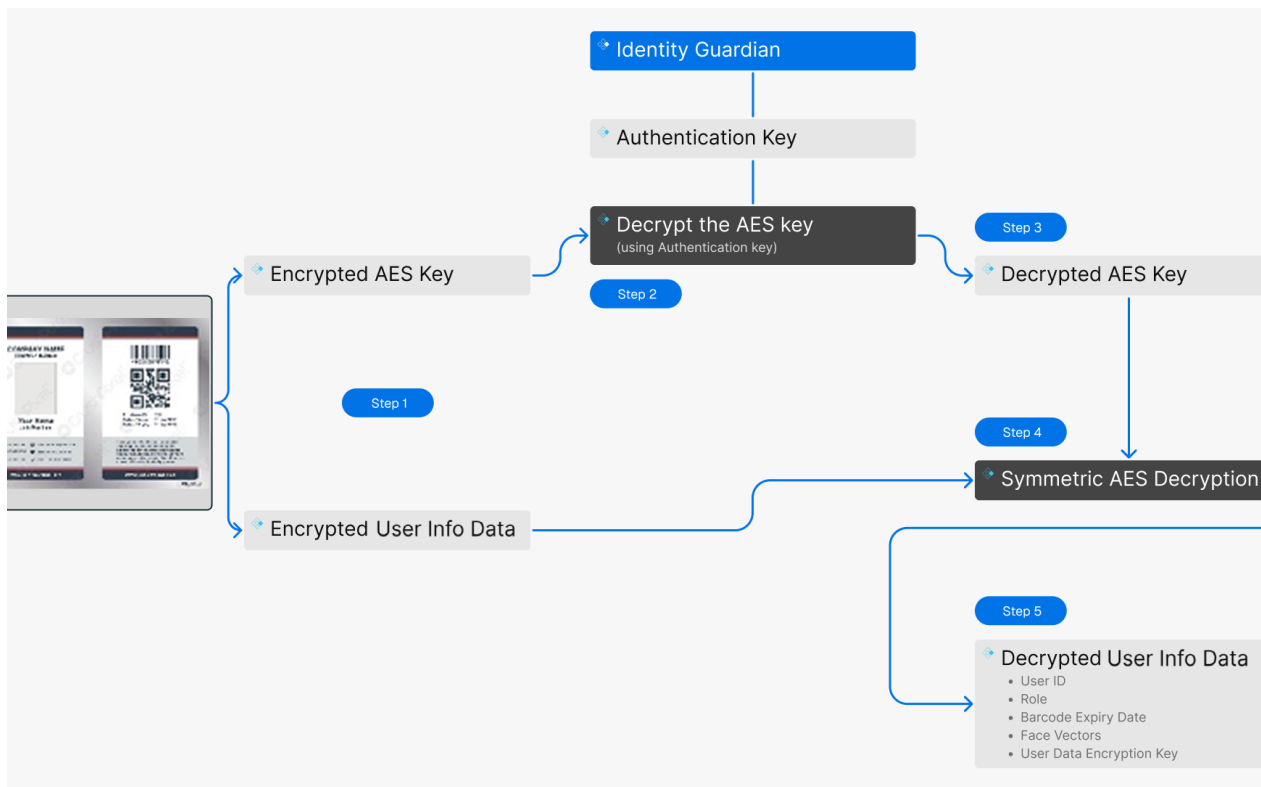 Identity Guardian
Authentication Key
Decrypt the AES key
(using Authentication key)
Step 3
Encrypted AES Key
Decrypted AES Key
Step 2
COMPANY NAME
Your Name
Step 1
Step 4
Symmetric AES Decryption
Encrypted User Info Data
Step 5
Decrypted User Info Data
• User ID
• Role
• Barcode Expiry Date
• Face Vectors
• User Data Encryption Key